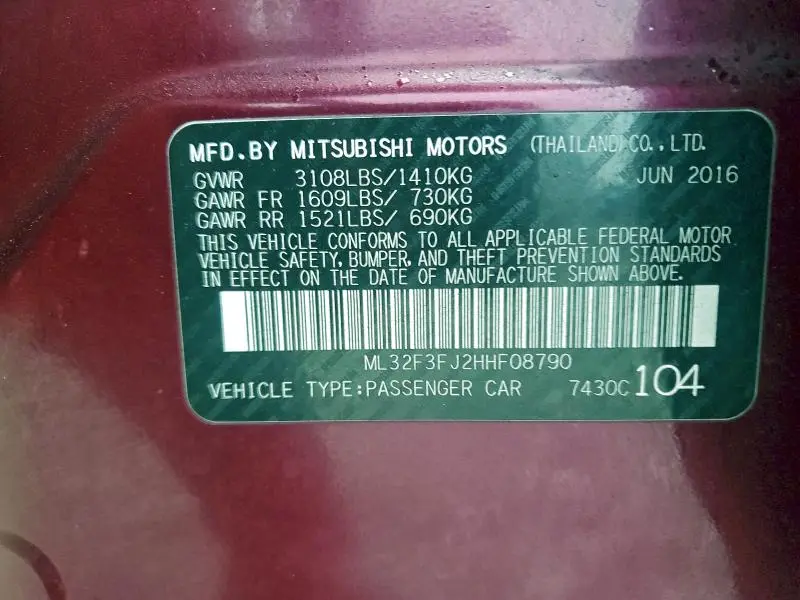 MFD.BY MITSUBISHI MOTORS (THAILAND) CO., LTD.
GVWR 3108LBS/1410KG JUN 2016
GAWR FR 1609LBS/ 730KG
GAWR RR 1521LBS/ 690KG
THIS VEHICLE CONFORMS TO ALL APPLICABLE FEDERAL MOTOR
VEHICLE SAFETY, BUMPER, AND THEFT PREVENTION STANDARDS
IN EFFECT ON THE DATE OF MANUFACTURE SHOWN ABOVE.
ML32F3FJ2HHF08790
VEHICLE TYPE:PASSENGER CAR 7430C 104